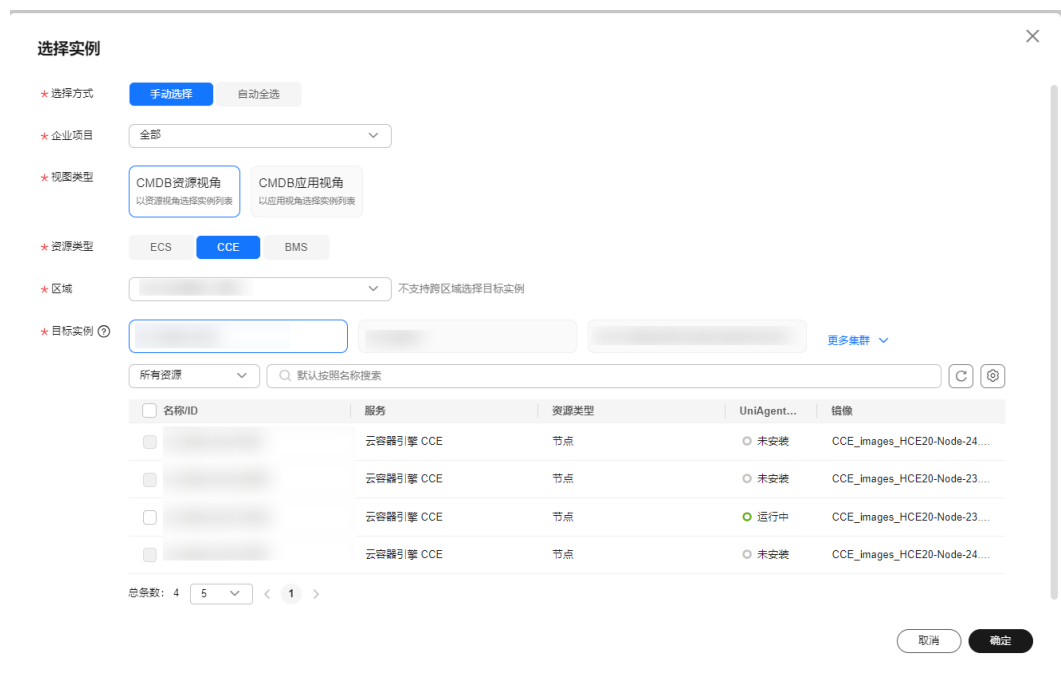 选择实例
* 选择方式 手动选择 自动全选
* 企业项目 全部
* 视图类型 CMDB资源视角 CMDB应用视角
以资源视角选择实例列表 以应用视角选择实例列表
* 资源类型 ECS CCE BMS
* 区域 不支持跨区域选择目标实例
* 目标实例 更多集群
所有资源 默认按照名称搜索
名称/ID 服务 资源类型 UniAgent... 镜像
云容器引擎 CCE 节点 未安装 CCE_images_HCE20-Node-24....
云容器引擎 CCE 节点 未安装 CCE_images_HCE20-Node-23....
云容器引擎 CCE 节点 运行中 CCE_images_HCE20-Node-23....
云容器引擎 CCE 节点 未安装 CCE_images_HCE20-Node-24....
总条数: 4 5 < 1 >
取消 确定